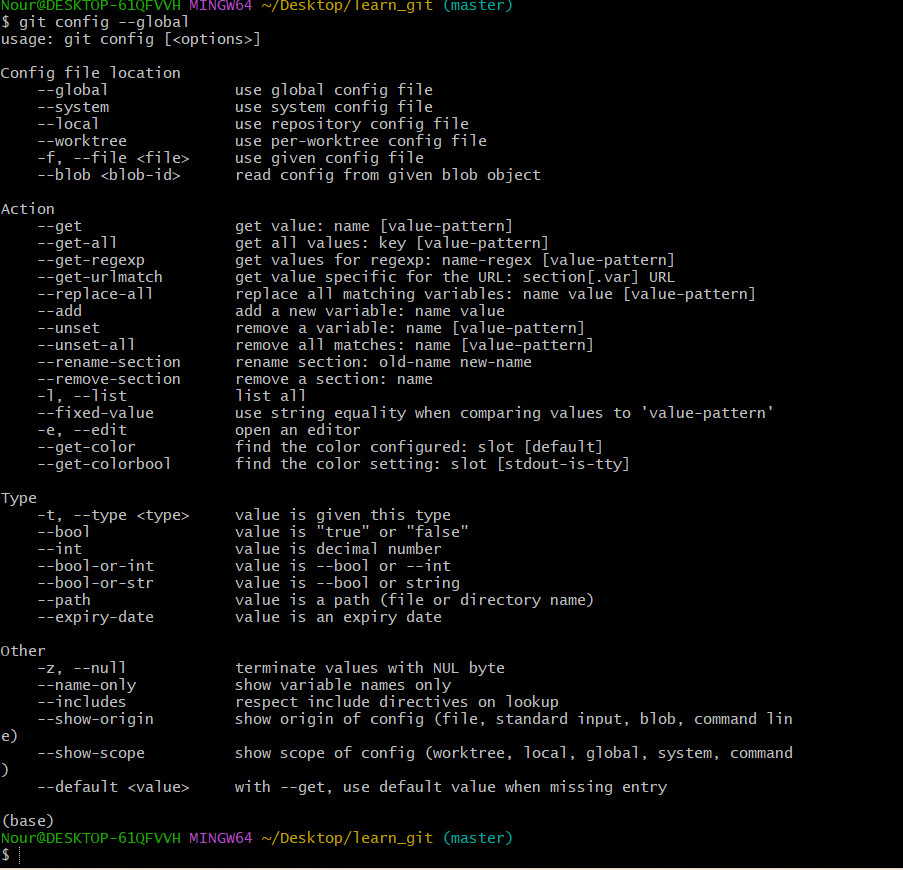 Nour@DESKTOP-61QFVVH MINGW64 ~/Desktop/learn_git (master)
$ git config --global
usage: git config [<options>]

Config file location
    --global              use global config file
    --system              use system config file
    --local               use repository config file
    --worktree            use per-worktree config file
    -f, --file <file>     use given config file
    --blob <blob-id>      read config from given blob object

Action
    --get                 get value: name [value-pattern]
    --get-all             get all values: key [value-pattern]
    --get-regexp          get values for regexp: name-regex [value-pattern]
    --get-urlmatch        get value specific for the URL: section[.var] URL
    --replace-all         replace all matching variables: name value [value-pattern]
    --add                 add a new variable: name value
    --unset               remove a variable: name [value-pattern]
    --unset-all           remove all matches: name [value-pattern]
    --rename-section      rename section: old-name new-name
    --remove-section      remove a section: name
    -l, --list            list all
    --fixed-value         use string equality when comparing values to 'value-pattern'
    -e, --edit            open an editor
    --get-color           find the color configured: slot [default]
    --get-colorbool       find the color setting: slot [stdout-is-tty]

Type
    -t, --type <type>     value is given this type
    --bool                value is "true" or "false"
    --int                 value is decimal number
    --bool-or-int         value is --bool or --int
    --bool-or-str         value is --bool or string
    --path                value is a path (file or directory name)
    --expiry-date         value is an expiry date

Other
    -z, --null            terminate values with NUL byte
    --name-only           show variable names only
    --includes            respect include directives on lookup
    --show-origin         show origin of config (file, standard input, blob, command lin
e)
    --show-scope          show scope of config (worktree, local, global, system, command
)
    --default <value>     with --get, use default value when missing entry

(base)
Nour@DESKTOP-61QFVVH MINGW64 ~/Desktop/learn_git (master)
$